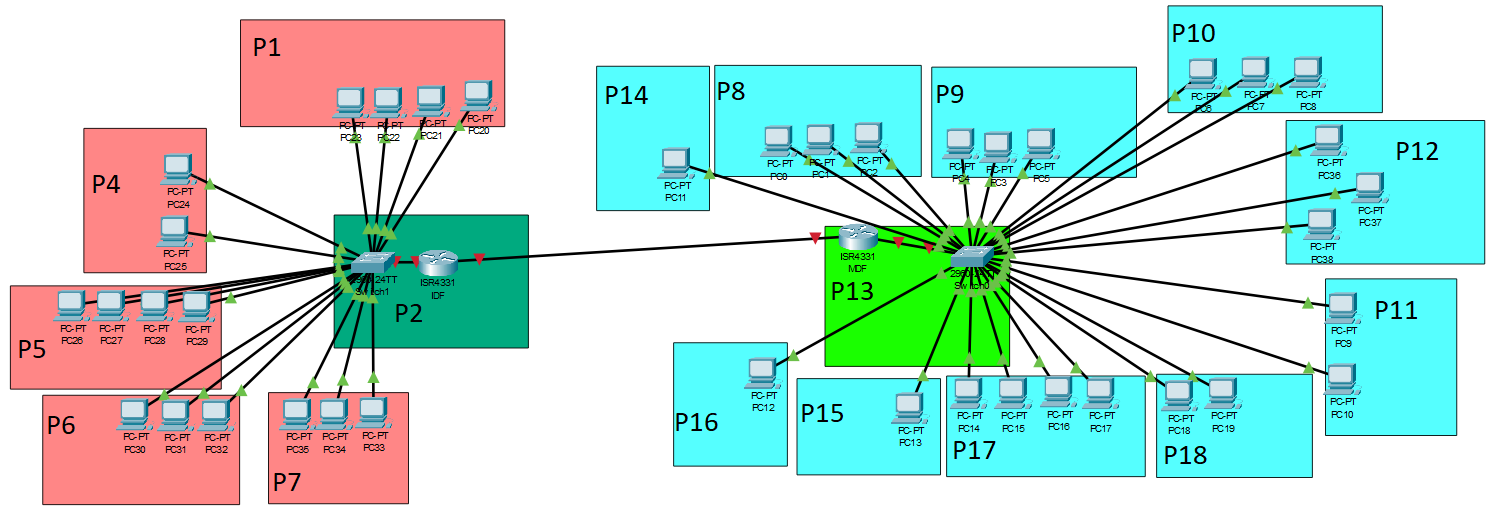 P1
PC-PT
PC23
PC-PT
PC22
PC-PT
PC21
PC-PT
PC20
P4
PC-PT
PC24
PC-PT
PC25
P5
PC-PT
PC26
PC-PT
PC27
PC-PT
PC28
PC-PT
PC29
P6
PC-PT
PC30
PC-PT
PC31
PC-PT
PC32
P7
PC-PT
PC35
PC-PT
PC34
PC-PT
PC33
P2
2960-24TT
Switch1
ISR4331
IDF
P14
PC-PT
PC11
P8
PC-PT
PC0
PC-PT
PC1
PC-PT
PC2
P9
PC-PT
PC4
PC-PT
PC3
PC-PT
PC5
P10
PC-PT
PC6
PC-PT
PC7
PC-PT
PC8
P12
PC-PT
PC36
PC-PT
PC37
PC-PT
PC38
P13
ISR4331
MDF
2960-24TT
Switch0
P11
PC-PT
PC9
PC-PT
PC10
P16
PC-PT
PC12
P15
PC-PT
PC13
P17
PC-PT
PC14
PC-PT
PC15
PC-PT
PC16
PC-PT
PC17
P18
PC-PT
PC18
PC-PT
PC19